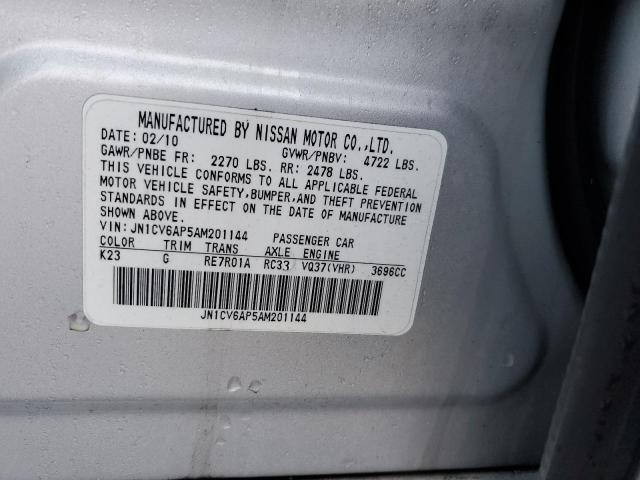 MANUFACTURED BY NISSAN MOTOR CO.,LTD.
DATE: 02/10 GVWR/PNBV: 4722 LBS.
GAWR/PNBE FR: 2270 LBS. RR: 2478 LBS.
THIS VEHICLE CONFORMS TO ALL APPLICABLE FEDERAL
MOTOR VEHICLE SAFETY,BUMPER,AND THEFT PREVENTION
STANDARDS IN EFFECT ON THE DATE OF MANUFACTURE
SHOWN ABOVE.
VIN: JN1CV6AP5AM201144 PASSENGER CAR
COLOR TRIM TRANS AXLE ENGINE
K23 G RE7R01A RC33 VQ37(VHR) 3696CC
JN1CV6AP5AM201144